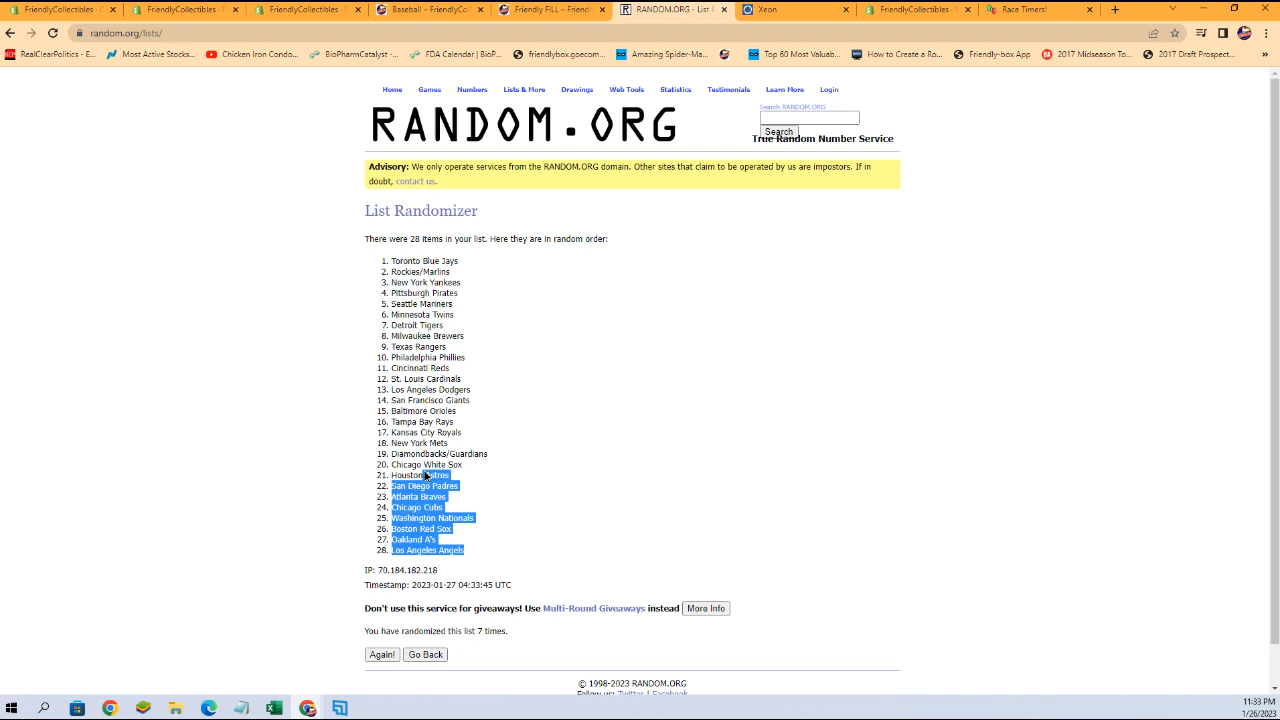 FriendlyCollectibles · C
FriendlyCollectibles ·
FriendlyCollectibles ·
Baseball – FriendlyCol
Friendly FILL – Friendl
RANDOM.ORG - List R
Xeon
FriendlyCollectibles ·
Race Timers!
random.org/lists/
RealClearPolitics - E...
Most Active Stocks...
Chicken Iron Condo...
BioPharmCatalyst -...
FDA Calendar | BioP...
friendlybox.goecom...
Amazing Spider-Ma...
Top 60 Most Valuab...
How to Create a Ro...
Friendly-box App
2017 Midseason To...
2017 Draft Prospect...
»
Home Games Numbers Lists & More Drawings Web Tools Statistics Testimonials Learn More Login
RANDOM.ORG
Search RANDOM.ORG
Search
True Random Number Service
Advisory: We only operate services from the RANDOM.ORG domain. Other sites that claim to be operated by us are impostors. If in
doubt, contact us.
List Randomizer
There were 28 items in your list. Here they are in random order:
1. Toronto Blue Jays
2. Rockies/Marlins
3. New York Yankees
4. Pittsburgh Pirates
5. Seattle Mariners
6. Minnesota Twins
7. Detroit Tigers
8. Milwaukee Brewers
9. Texas Rangers
10. Philadelphia Phillies
11. Cincinnati Reds
12. St. Louis Cardinals
13. Los Angeles Dodgers
14. San Francisco Giants
15. Baltimore Orioles
16. Tampa Bay Rays
17. Kansas City Royals
18. New York Mets
19. Diamondbacks/Guardians
20. Chicago White Sox
21. Houston Astros
22. San Diego Padres
23. Atlanta Braves
24. Chicago Cubs
25. Washington Nationals
26. Boston Red Sox
27. Oakland A's
28. Los Angeles Angels
IP: 70.184.182.218
Timestamp: 2023-01-27 04:33:45 UTC
Don't use this service for giveaways! Use Multi-Round Giveaways instead More Info
You have randomized this list 7 times.
Again! Go Back
© 1998-2023 RANDOM.ORG
Follow us: Twitter | Facebook
11:33 PM
1/26/2023